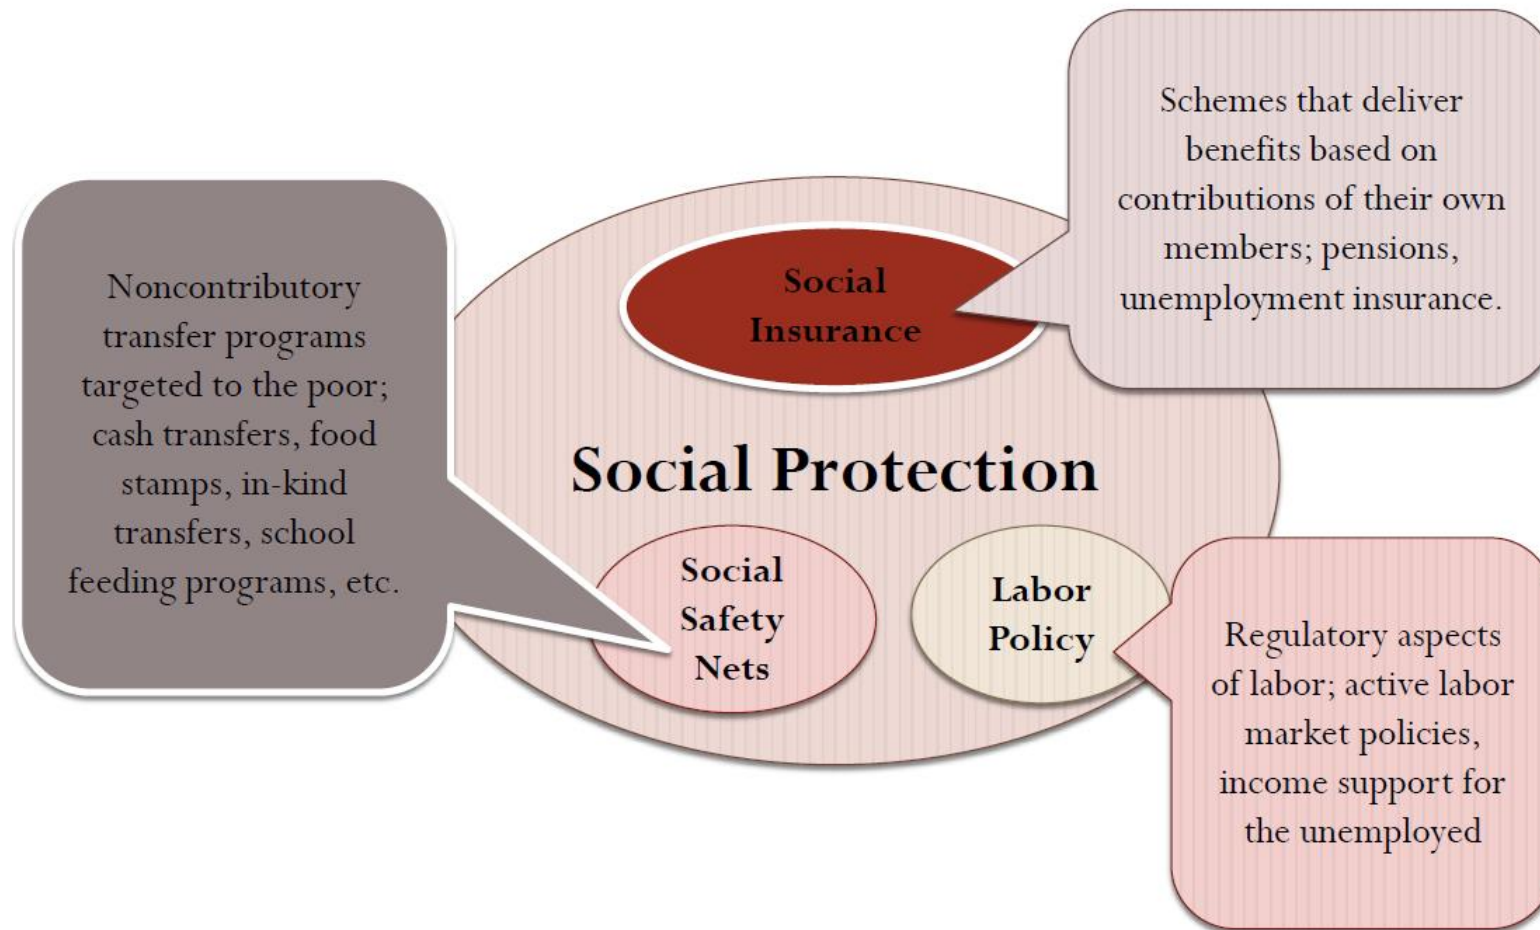 Schemes that deliver
benefits based on
contributions of their own
members; pensions,
unemployment insurance.
Noncontributory
transfer programs
targeted to the poor;
cash transfers, food
stamps, in-kind
transfers, school
feeding programs, etc.
Social
Insurance
Social Protection
Social
Safety
Nets
Labor
Policy
Regulatory aspects
of labor; active labor
market policies,
income support for
the unemployed